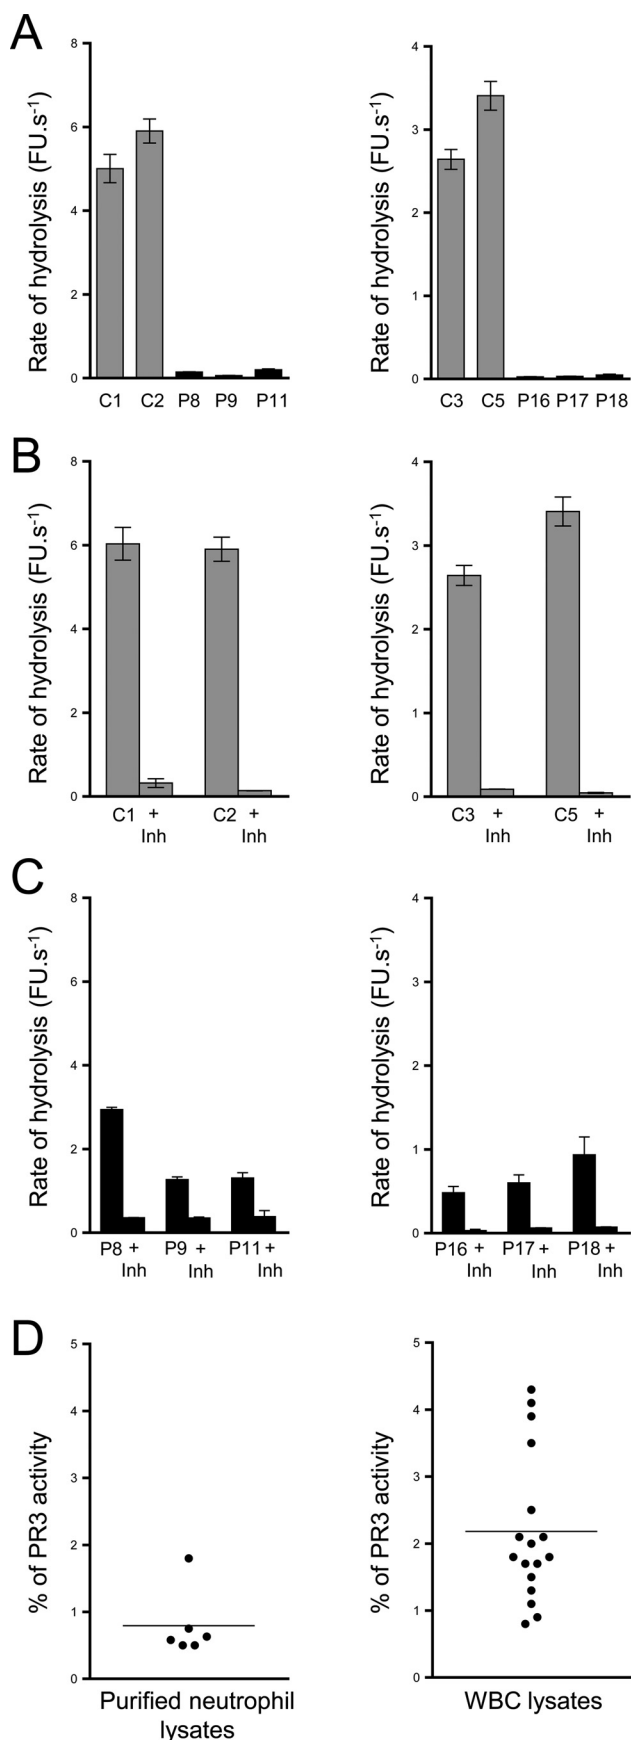 A
Rate of hydrolysis (FU.s-1)
8
6
4
2
0
C1 C2 P8 P9 P11
Rate of hydrolysis (FU.s-1)
4
3
2
1
0
C3 C5 P16 P17 P18
B
Rate of hydrolysis (FU.s-1)
8
6
4
2
0
C1 + C2 +
Inh Inh
Rate of hydrolysis (FU.s-1)
4
3
2
1
0
C3 + C5 +
Inh Inh
C
Rate of hydrolysis (FU.s-1)
8
6
4
2
0
P8 + P9 + P11 +
Inh Inh Inh
Rate of hydrolysis (FU.s-1)
4
3
2
1
0
P16 + P17 + P18 +
Inh Inh Inh
D
% of PR3 activity
5
4
3
2
1
0
Purified neutrophil
lysates
% of PR3 activity
5
4
3
2
1
0
WBC lysates